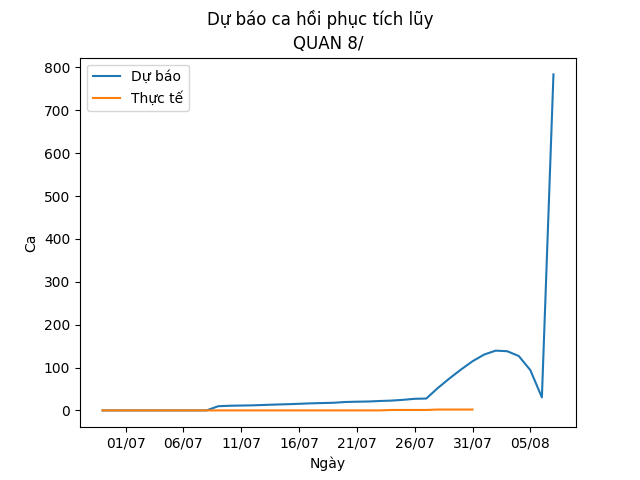 Dự báo ca hồi phục tích lũy
QUAN 8/
Dự báo
Thực tế
800
700
600
500
400
300
200
100
0
Ca
01/07 06/07 11/07 16/07 21/07 26/07 31/07 05/08
Ngày